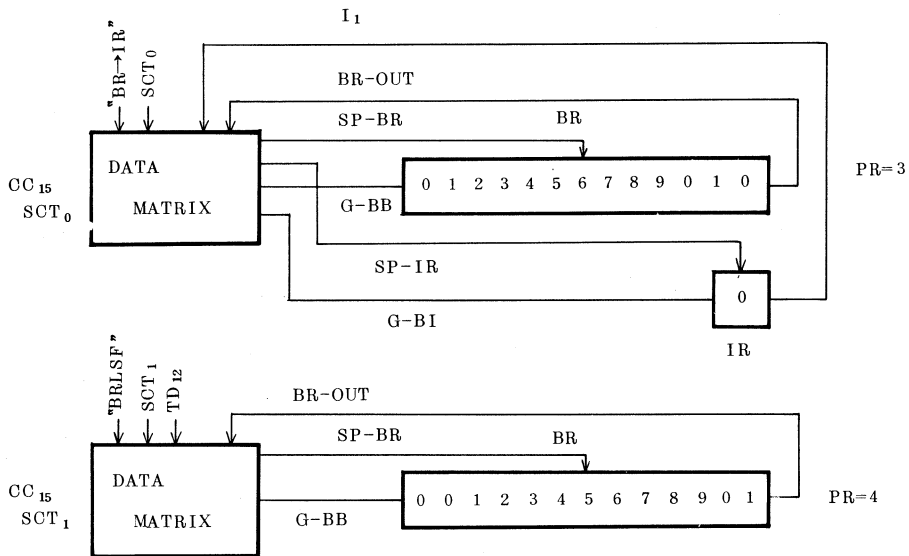 I₁
"BR→IR"
SCT₀
BR-OUT
SP-BR
BR
DATA
MATRIX
CC₁₅
SCT₀
0 1 2 3 4 5 6 7 8 9 0 1 0
PR=3
G-BB
SP-IR
0
G-BI
IR
"BRLSF"
SCT₁
TD₁₂
BR-OUT
SP-BR
BR
DATA
MATRIX
CC₁₅
SCT₁
0 0 1 2 3 4 5 6 7 8 9 0 1
PR=4
G-BB